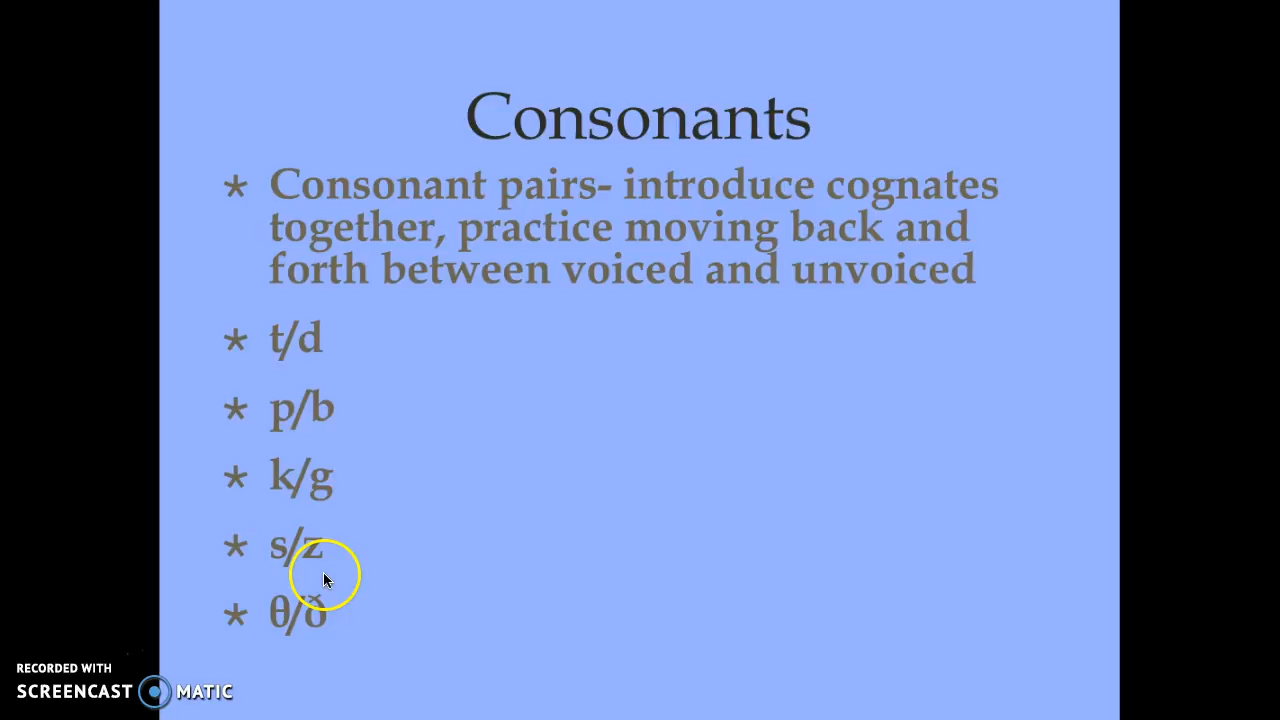 Consonants
* Consonant pairs- introduce cognates
together, practice moving back and
forth between voiced and unvoiced
* t/d
* p/b
* k/g
* s/z
* θ/ð
RECORDED WITH
SCREENCAST MATIC